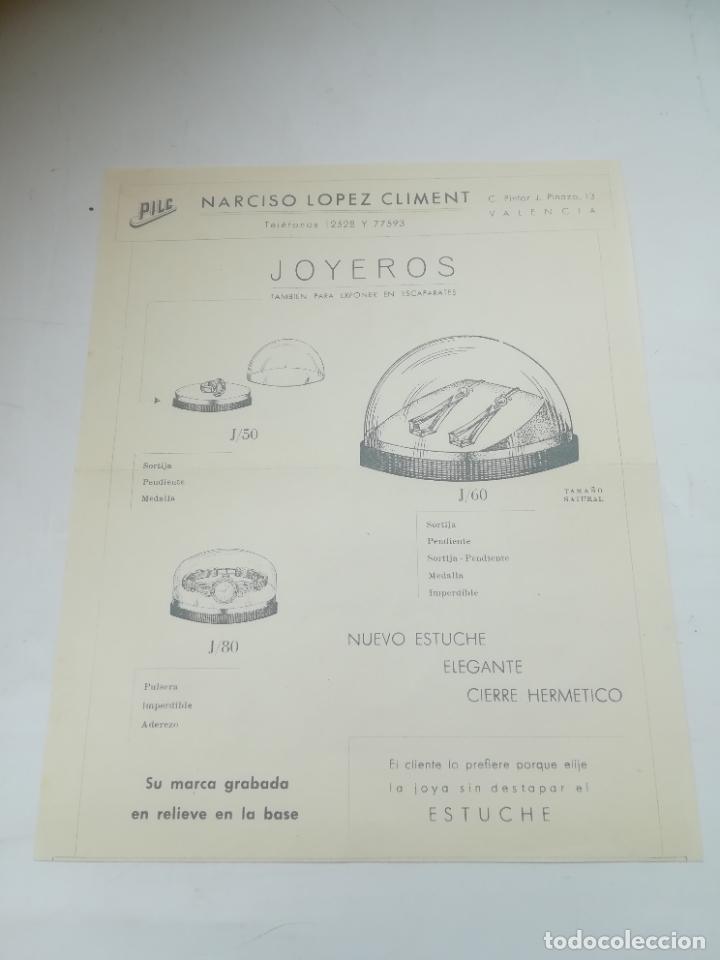 PILC
NARCISO LOPEZ CLIMENT
C. Pintor J. Pinazo, 13
VALENCIA
Teléfonos 12528 Y 77593
JOYEROS
TAMBIEN PARA EXPONER EN ESCAPARATES
J/50
Sortija
Pendiente
Medalla
J/60
TAMAÑO
NATURAL
Sortija
Pendiente
Sortija - Pendiente
Medalla
Imperdible
J/80
Pulsera
Imperdible
Aderezo
NUEVO ESTUCHE
ELEGANTE
CIERRE HERMETICO
Su marca grabada
en relieve en la base
El cliente lo prefiere porque elije
la joya sin destapar el
ESTUCHE
todocoleccion
todocoleccion.net